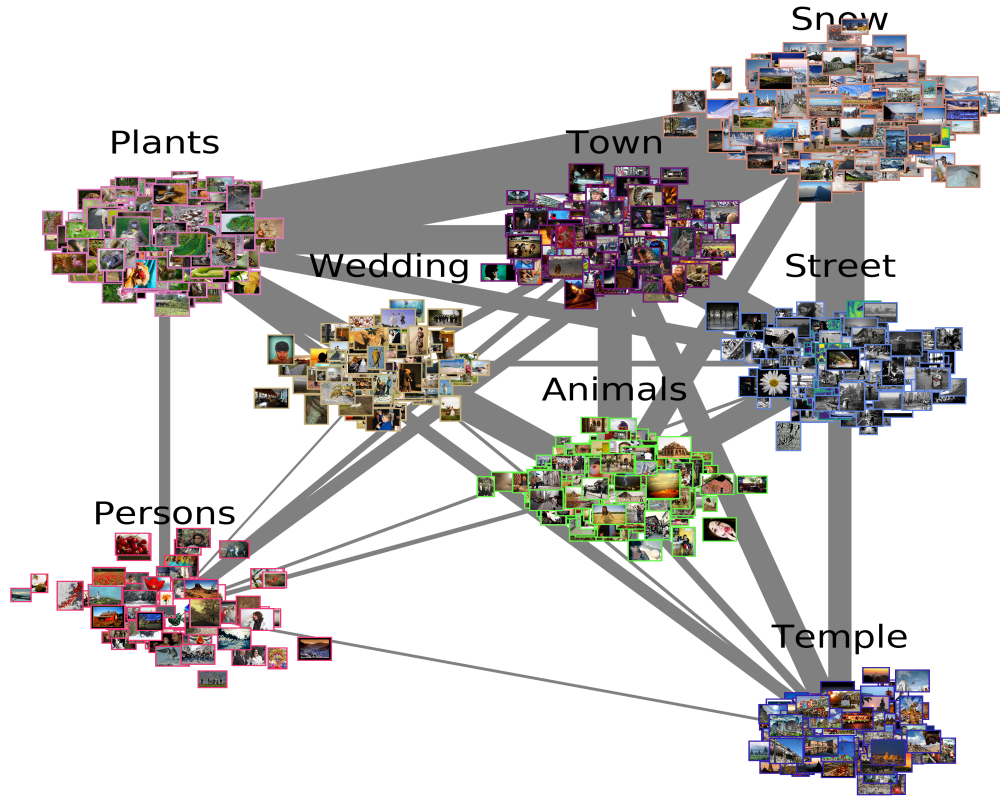 Snow
Plants
Town
Wedding
Street
Animals
Persons
Temple